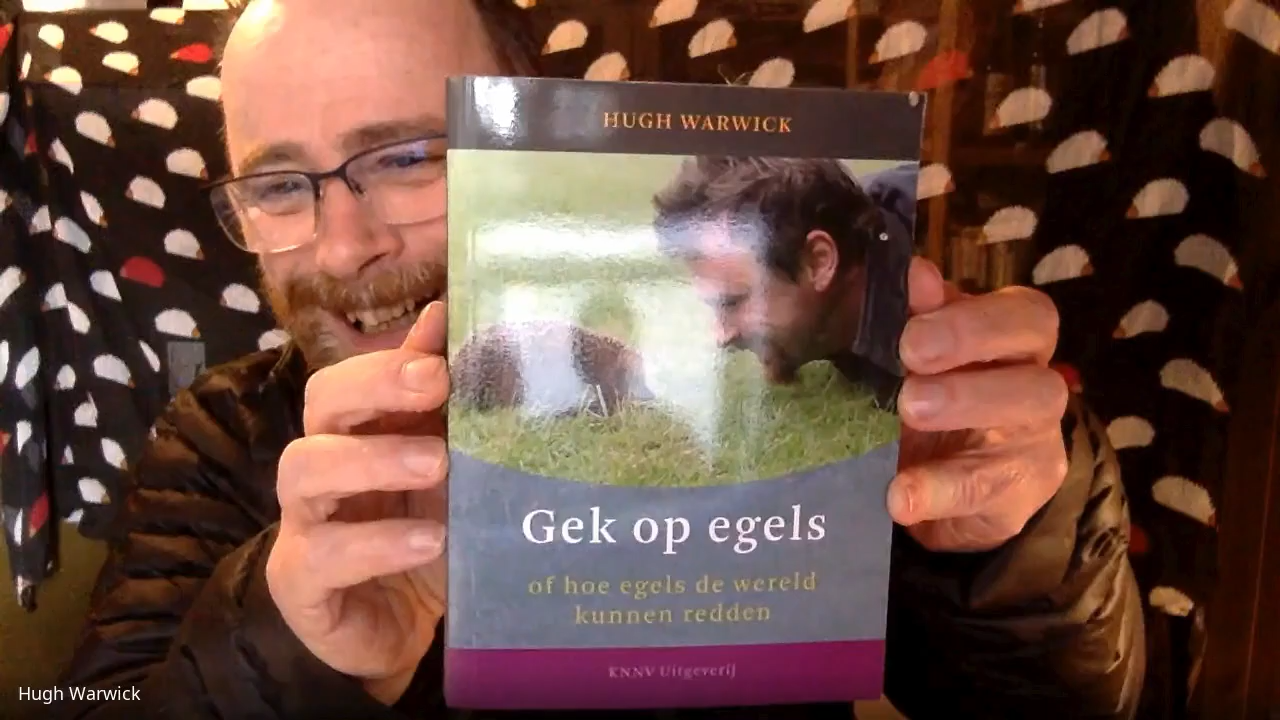 HUGH WARWICK
Gek op egels
of hoe egels de wereld
kunnen redden
KNNV Uitgeverij
Hugh Warwick